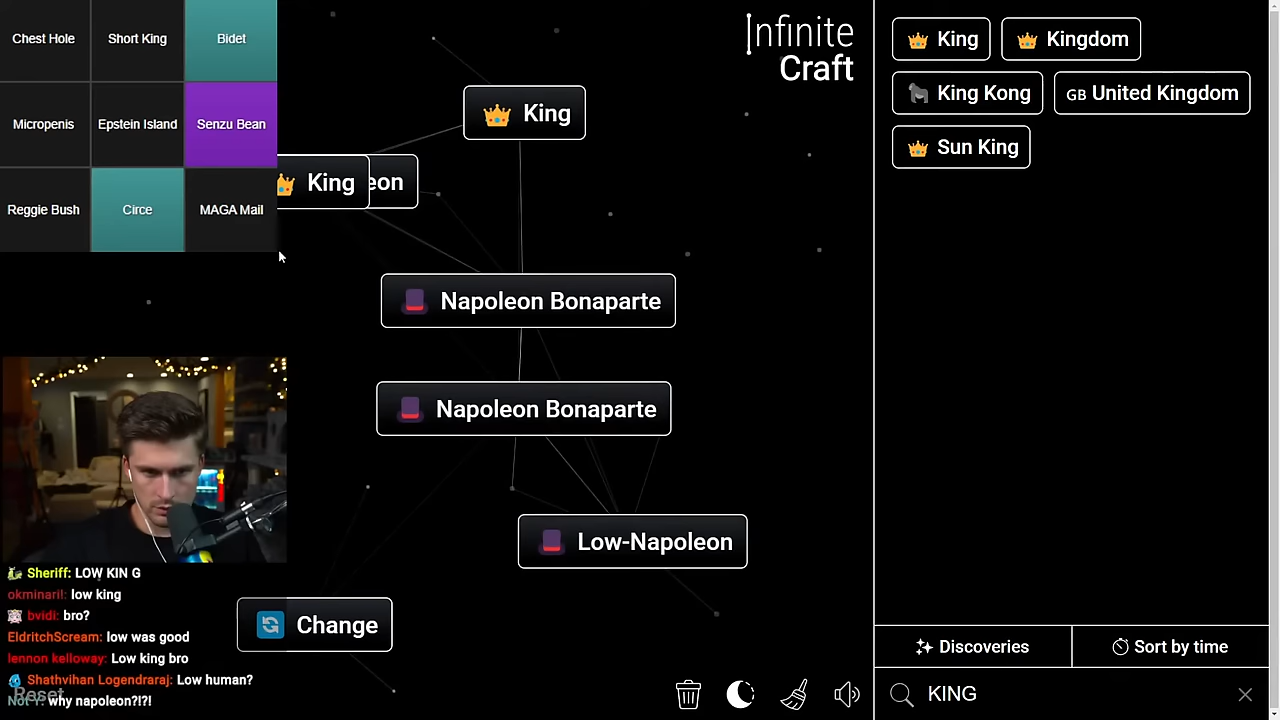 Chest Hole
Short King
Bidet
Micropenis
Epstein Island
Senzu Bean
Reggie Bush
Circe
MAGA Mail
Infinite
Craft
King
King
eon
Napoleon Bonaparte
Napoleon Bonaparte
Low-Napoleon
Change
King
Kingdom
King Kong
GB United Kingdom
Sun King
Discoveries
Sort by time
KING
Sheriff: LOW KIN G
okminari!: low king
bvidi: bro?
EldritchScream: low was good
lennon kelloway: Low king bro
Shathvihan Logendraraj: Low human?
Reset
Not Y: why napoleon?!?!